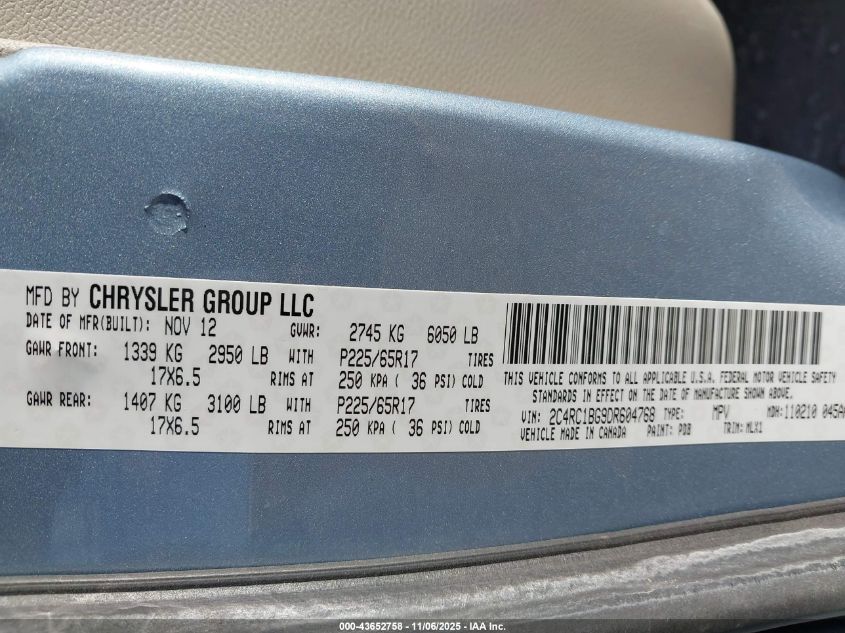 MFD BY CHRYSLER GROUP LLC
DATE OF MFR(BUILT): NOV 12 GVWR: 2745 KG 6050 LB
GAWR FRONT: 1339 KG 2950 LB WITH P225/65R17 TIRES
17X6.5 RIMS AT 250 KPA ( 36 PSI) COLD
GAWR REAR: 1407 KG 3100 LB WITH P225/65R17 TIRES
17X6.5 RIMS AT 250 KPA ( 36 PSI) COLD
THIS VEHICLE CONFORMS TO ALL APPLICABLE U.S.A. FEDERAL MOTOR VEHICLE SAFETY
STANDARDS IN EFFECT ON THE DATE OF MANUFACTURE SHOWN ABOVE.
VIN: 2C4RC1BG9DR604768 TYPE: MPV MDH: 110210 045A
VEHICLE MADE IN CANADA PAINT: PDB TRIM: MLX1
000-43652758 - 11/06/2025 - IAA Inc.